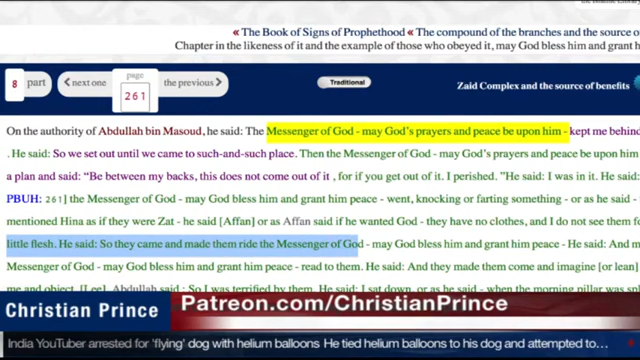 « The Book of Signs of Prophethood « The compound of the branches and the source o
Chapter in the likeness of it and the example of those who obeyed it, may God bless him and grant h
8 part
next one
page
261
the previous
Traditional
Zaid Complex and the source of benefits
On the authority of Abdullah bin Masoud, he said: The Messenger of God - may God's prayers and peace be upon him - kept me behind
. He said: So we set out until we came to such-and-such place. Then the Messenger of God - may God's prayers and peace be upon him
a plan and said: “Be between my backs, this does not come out of it, for if you get out of it. I perished. "He said: I was in it. He said:
PBUH: 261] the Messenger of God - may God bless him and grant him peace - went, knocking or farting something - or as he said -
mentioned Hina as if they were Zat - he said [Affan] or as Affan said if he wanted God - they have no clothes, and I do not see them f
little flesh. He said: So they came and made them ride the Messenger of God - may God bless him and grant him peace - He said: And m
Messenger of God - may God bless him and grant him peace - read to them. He said: And they made them come and imagine [or lean]
me and object. [Lee]. Abdullah said: So I was terrified by them. He said: I sat down, or as he said - when the morning pillar was spl
Christian Prince
Patreon.com/ChristianPrince
India YouTuber arrested for 'flying' dog with helium balloons He tied helium balloons to his dog and attempted to…